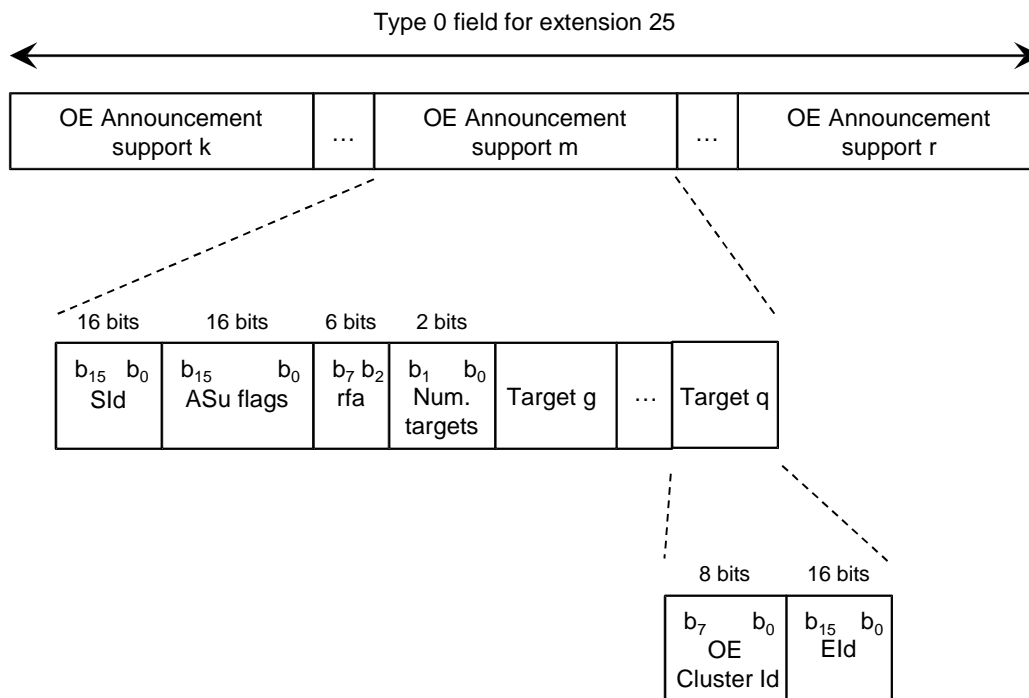 Type 0 field for extension 25
OE Announcement
support k
...
OE Announcement
support m
...
OE Announcement
support r
16 bits
16 bits
6 bits
2 bits
b15 b0
SId
b15 b0
ASu flags
b7 b2
rfa
b1 b0
Num.
targets
Target g
...
Target q
8 bits
16 bits
b7 b0
OE
Cluster Id
b15 b0
EId